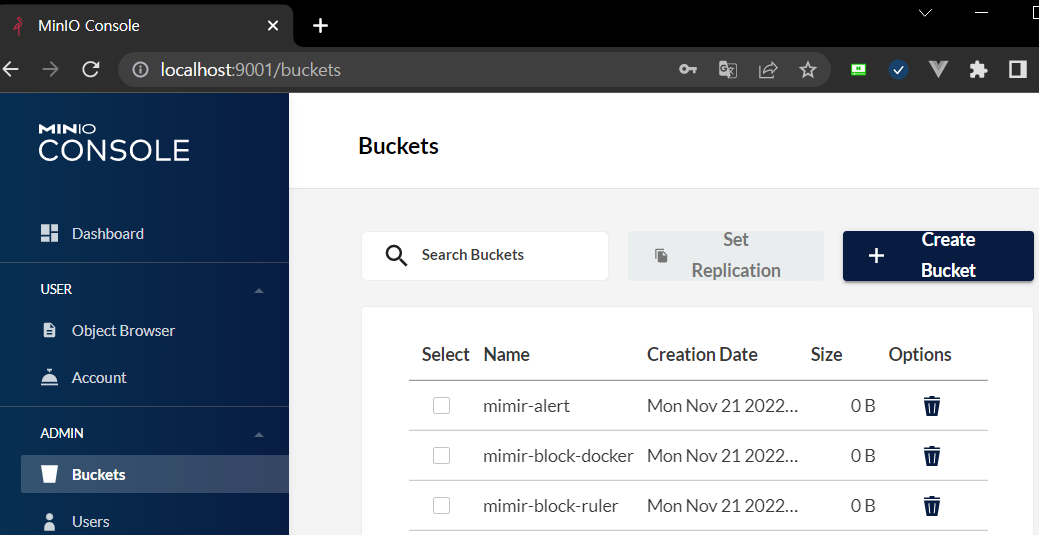 MinIO Console
localhost:9001/buckets
MINIO
CONSOLE
Dashboard
USER
Object Browser
Account
ADMIN
Buckets
Users
Buckets
Search Buckets
Set
Replication
Create
Bucket
Select Name Creation Date Size Options
mimir-alert Mon Nov 21 2022... 0 B
mimir-block-docker Mon Nov 21 2022... 0 B
mimir-block-ruler Mon Nov 21 2022... 0 B